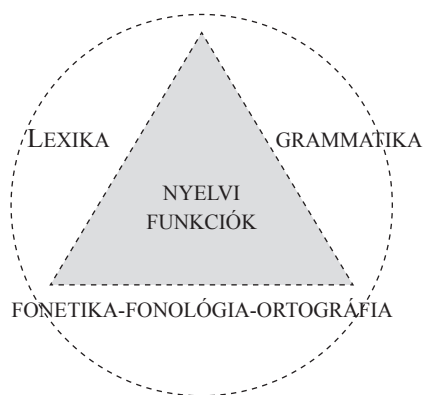 LEXIKA
GRAMMATIKA
NYELVI
FUNKCIÓK
FONETIKA-FONOLÓGIA-ORTOGRÁFIA